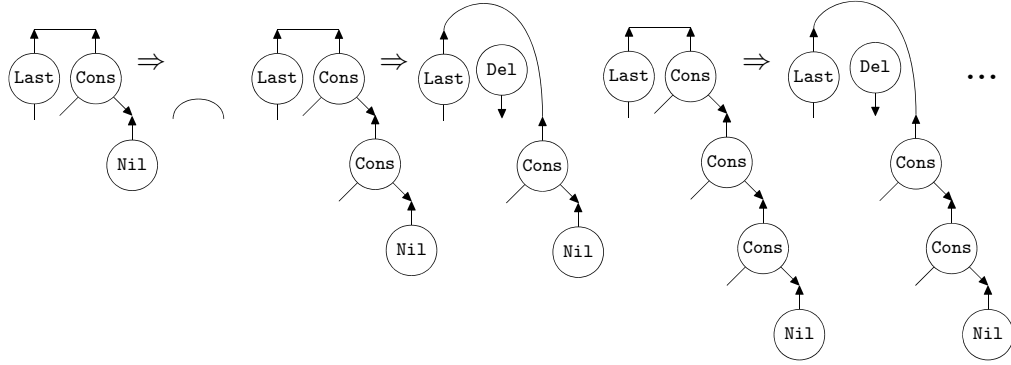 Last Cons ⇒ Last Cons ⇒ Last Del Last Cons ⇒ Last Del ...
Nil Cons Cons Cons Cons
Nil Nil Cons Cons
Nil Nil